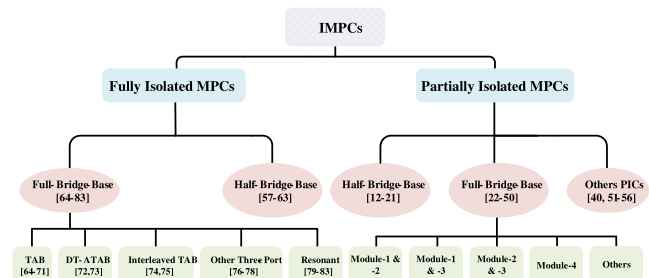 IMPCs
Fully Isolated MPCs
Partially Isolated MPCs
Full- Bridge-Base
[64-83]
Half-Bridge-Base
[57-63]
Half-Bridge-Base
[12-21]
Full-Bridge-Base
[22-50]
Others PICs
[40, 51-56]
TAB
[64-71]
DT- ATAB
[72,73]
Interleaved TAB
[74,75]
Other Three Port
[76-78]
Resonant
[79-83]
Module-1 &
-2
Module-1
& -3
Module-2
& -3
Module-4
Others